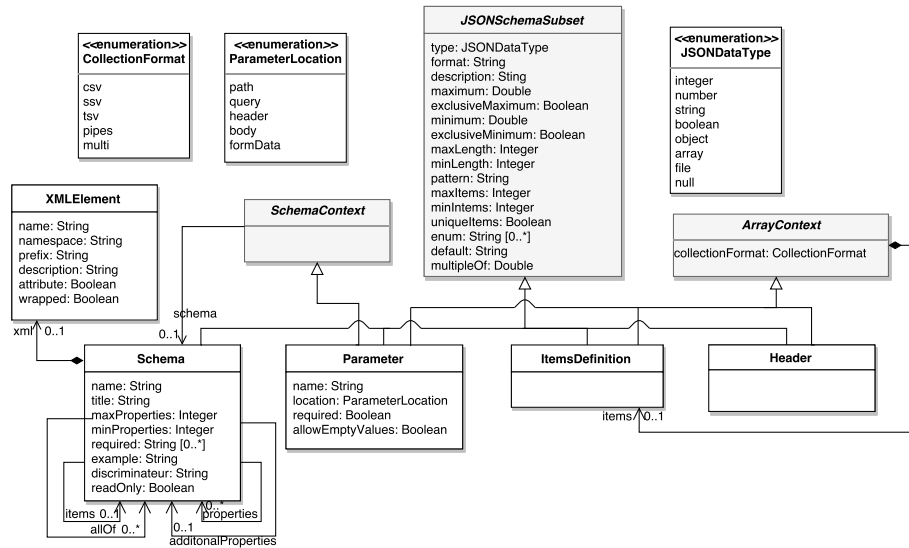 <<enumeration>>
CollectionFormat
csv
ssv
tsv
pipes
multi
<<enumeration>>
ParameterLocation
path
query
header
body
formData
JSONSchemaSubset
type: JSONDataType
format: String
description: Sting
maximum: Double
exclusiveMaximum: Boolean
minimum: Double
exclusiveMinimum: Boolean
maxLength: Integer
minLength: Integer
pattern: String
maxItems: Integer
minIntems: Integer
uniqueItems: Boolean
enum: String [0..*]
default: String
multipleOf: Double
<<enumeration>>
JSONDataType
integer
number
string
boolean
object
array
file
null
XMLElement
name: String
namespace: String
prefix: String
description: String
attribute: Boolean
wrapped: Boolean
SchemaContext
ArrayContext
collectionFormat: CollectionFormat
schema
0..1
xml
0..1
Schema
name: String
title: String
maxProperties: Integer
minProperties: Integer
required: String [0..*]
example: String
discriminateur: String
readOnly: Boolean
Parameter
name: String
location: ParameterLocation
required: Boolean
allowEmptyValues: Boolean
ItemsDefinition
Header
items
0..1
items 0..1
allOf 0..*
0..*
properties
0..1
additonalProperties